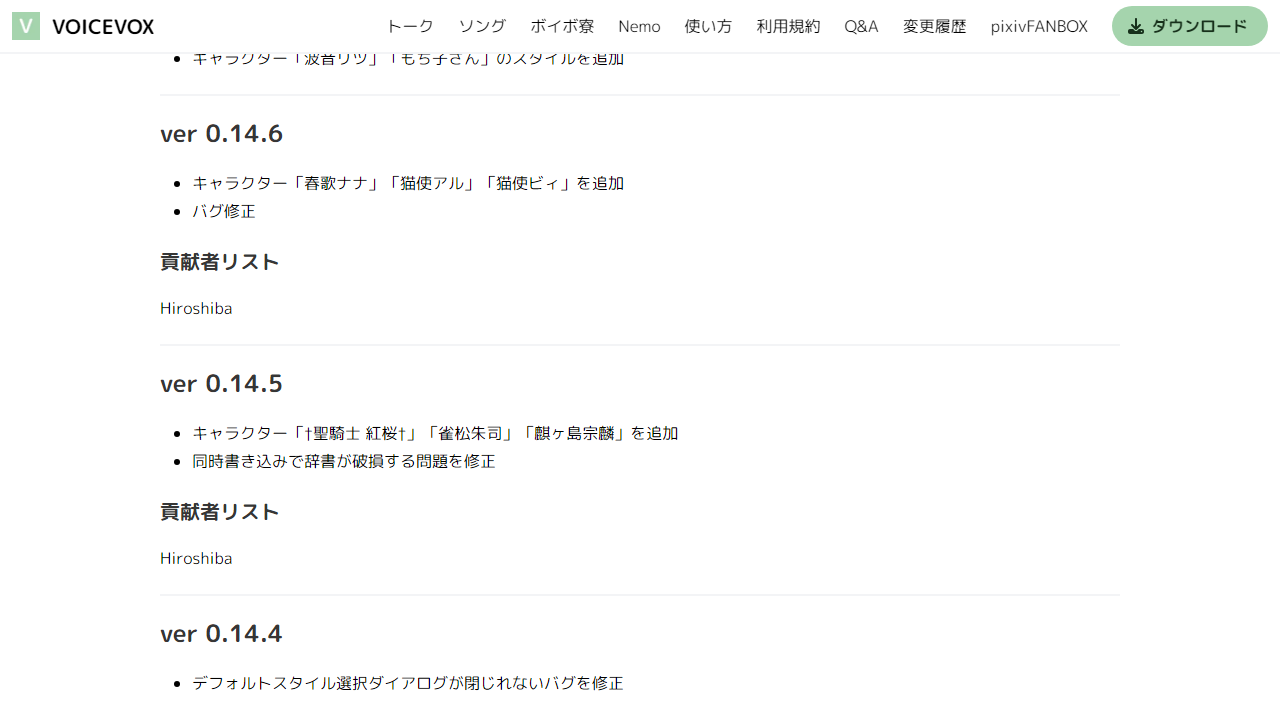 V VOICEVOX トーク ソング ボイボ寮 Nemo 使い方 利用規約 Q&A 変更履歴 pixivFANBOX ダウンロード
キャラクター「波音リツ」「もち子さん」のスタイルを追加
ver 0.14.6
キャラクター「春歌ナナ」「猫使アル」「猫使ビィ」を追加
バグ修正
貢献者リスト
Hiroshiba
ver 0.14.5
キャラクター「†聖騎士 紅桜†」「雀松朱司」「麒ヶ島宗麟」を追加
同時書き込みで辞書が破損する問題を修正
貢献者リスト
Hiroshiba
ver 0.14.4
デフォルトスタイル選択ダイアログが閉じれないバグを修正